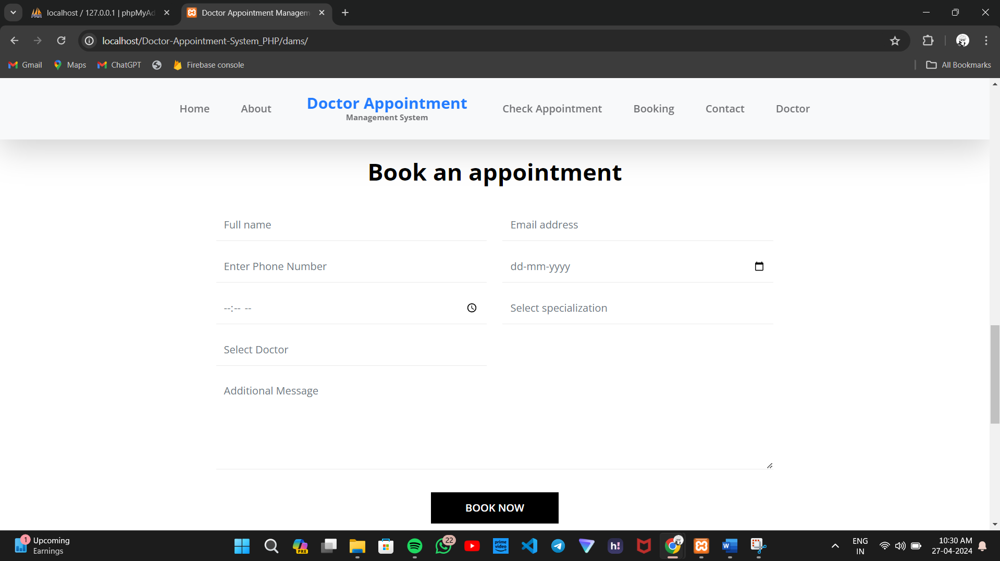 localhost / 127.0.0.1 | phpMyAd
Doctor Appointment Managem
localhost/Doctor-Appointment-System_PHP/dams/
Gmail
Maps
ChatGPT
Firebase console
All Bookmarks
Home
About
Doctor Appointment
Management System
Check Appointment
Booking
Contact
Doctor
Book an appointment
Full name
Email address
Enter Phone Number
dd-mm-yyyy
--:-- --
Select specialization
Select Doctor
Additional Message
BOOK NOW
1
Upcoming
Earnings
PRE
22
prime
video
h!
W
ENG
IN
10:30 AM
27-04-2024